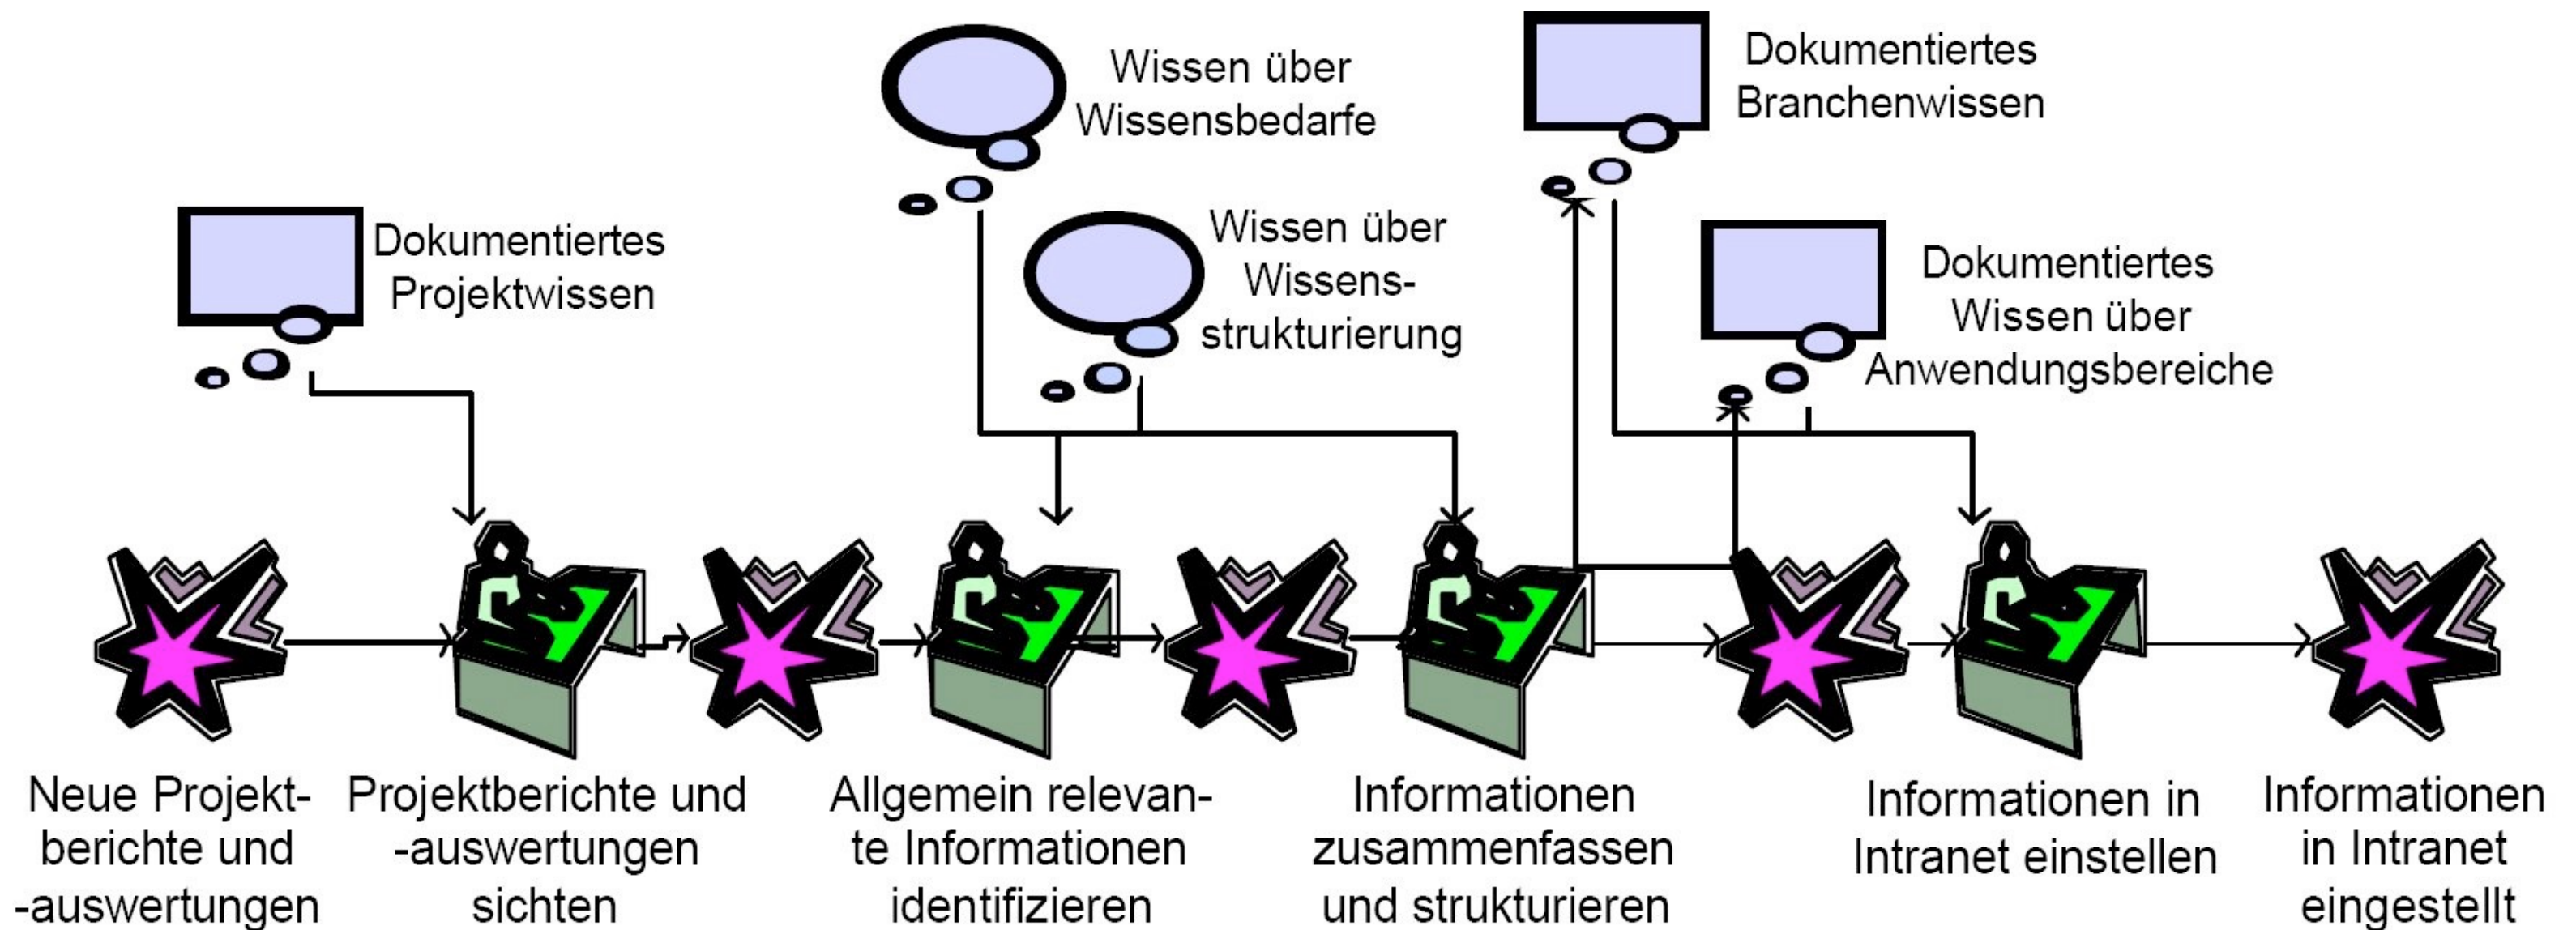 Wissen über
Wissensbedarfe
Dokumentiertes
Branchenwissen
Dokumentiertes
Projektwissen
Wissen über
Wissens-
strukturierung
Dokumentiertes
Wissen über
Anwendungsbereiche
Neue Projekt-
berichte und
-auswertungen
Projektberichte und
-auswertungen
sichten
Allgemein relevan-
te Informationen
identifizieren
Informationen
zusammenfassen
und strukturieren
Informationen in
Intranet einstellen
Informationen
in Intranet
eingestellt